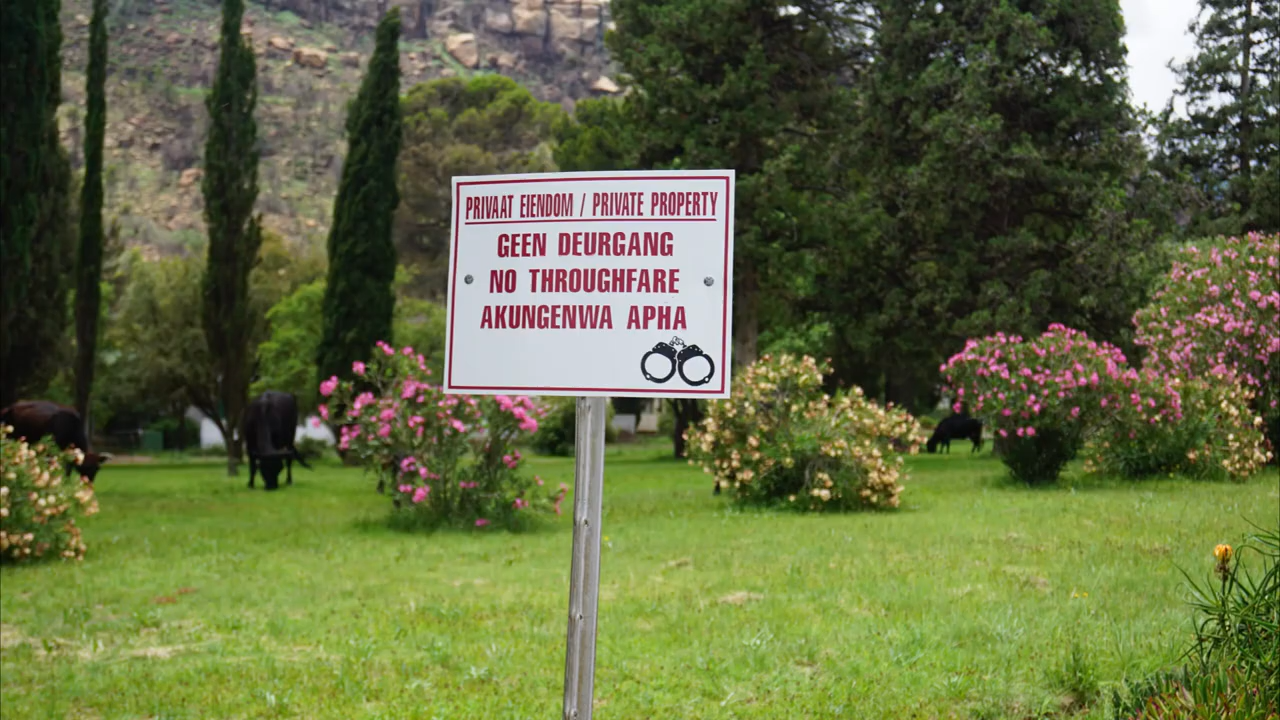 PRIVAAT EIENDOM / PRIVATE PROPERTY
GEEN DEURGANG
NO THROUGHFARE
AKUNGENWA APHA